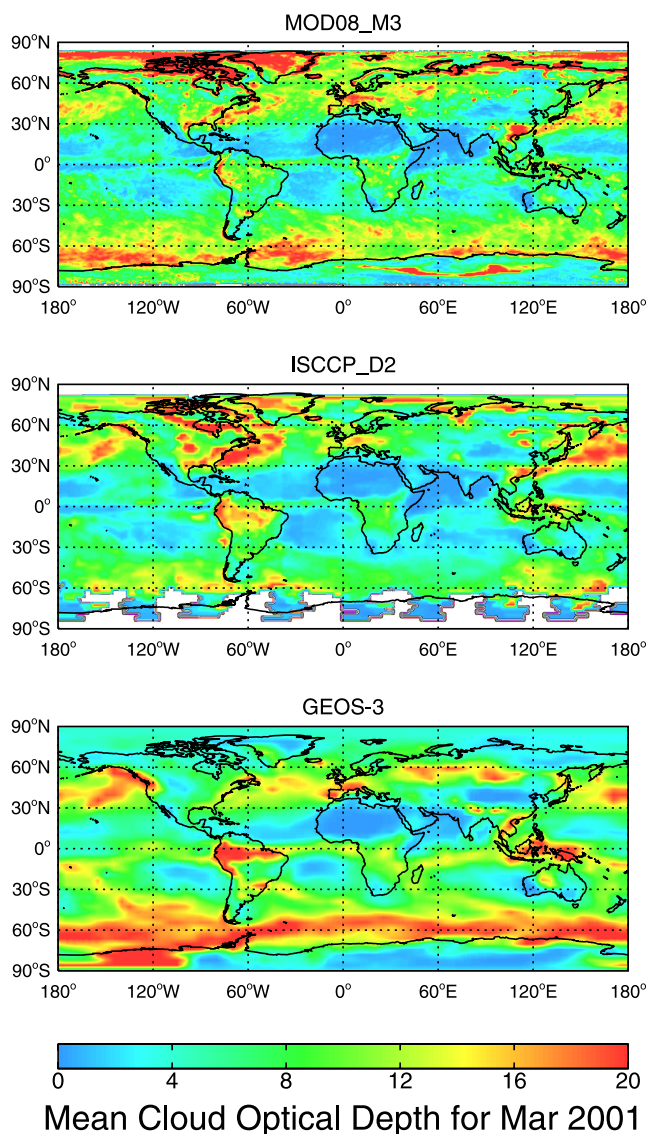 MOD08_M3
90°N
60°N
30°N
0°
30°S
60°S
90°S
180° 120°W 60°W 0° 60°E 120°E 180°
ISCCP_D2
90°N
60°N
30°N
0°
30°S
60°S
90°S
180° 120°W 60°W 0° 60°E 120°E 180°
GEOS-3
90°N
60°N
30°N
0°
30°S
60°S
90°S
180° 120°W 60°W 0° 60°E 120°E 180°
0 4 8 12 16 20
Mean Cloud Optical Depth for Mar 2001